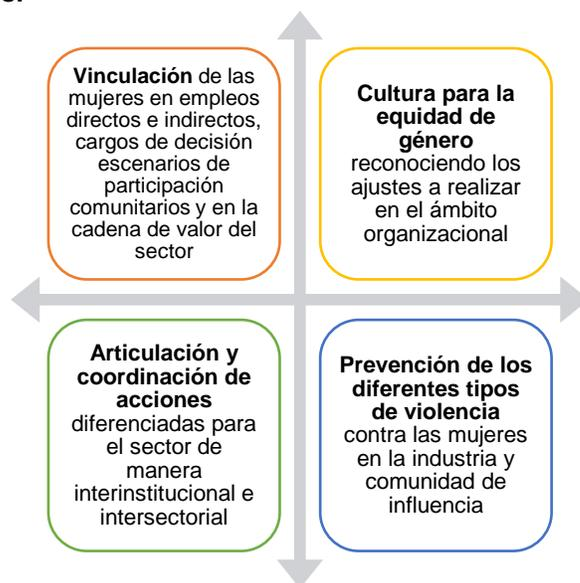 Vinculación de las
mujeres en empleos
directos e indirectos,
cargos de decisión
escenarios de
participación
comunitarios y en la
cadena de valor del
sector
Cultura para la
equidad de
género
reconociendo los
ajustes a realizar
en el ámbito
organizacional
Articulación y
coordinación de
acciones
diferenciadas para
el sector de
manera
interinstitucional e
intersectorial
Prevención de los
diferentes tipos
de violencia
contra las mujeres
en la industria y
comunidad de
influencia